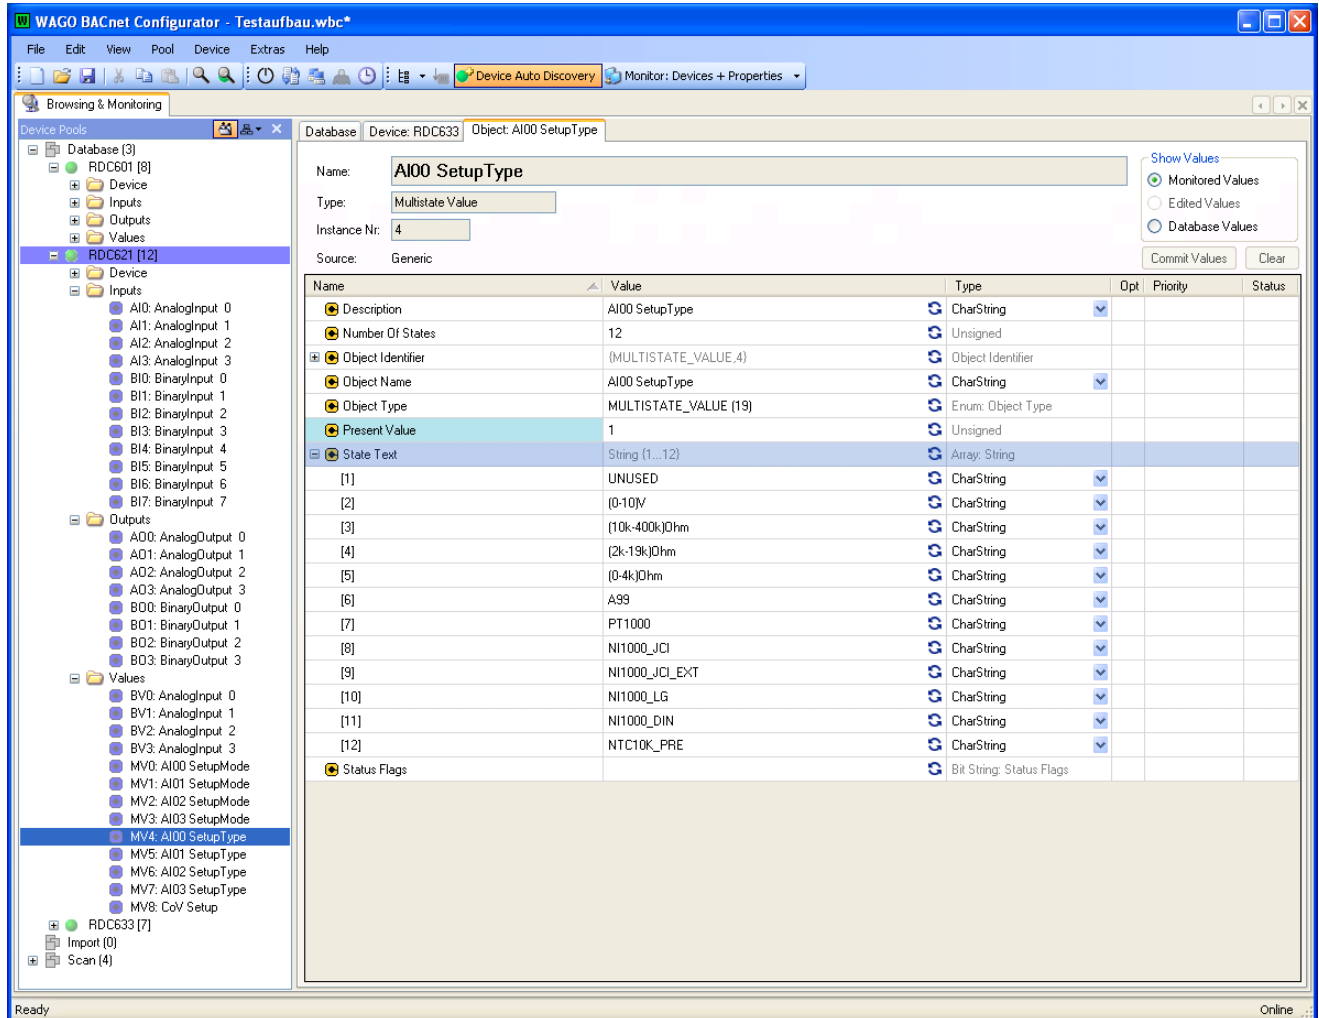 WAGO BACnet Configurator - Testaufbau.wbc*
File Edit View Pool Device Extras Help
Device Auto Discovery Monitor: Devices + Properties
Browsing & Monitoring
Device Pools
Database (3)
RDC601 [8]
Device
Inputs
Outputs
Values
RDC621 [12]
Device
Inputs
AI0: AnalogInput 0
AI1: AnalogInput 1
AI2: AnalogInput 2
AI3: AnalogInput 3
BI0: BinaryInput 0
BI1: BinaryInput 1
BI2: BinaryInput 2
BI3: BinaryInput 3
BI4: BinaryInput 4
BI5: BinaryInput 5
BI6: BinaryInput 6
BI7: BinaryInput 7
Outputs
AO0: AnalogOutput 0
AO1: AnalogOutput 1
AO2: AnalogOutput 2
AO3: AnalogOutput 3
BO0: BinaryOutput 0
BO1: BinaryOutput 1
BO2: BinaryOutput 2
BO3: BinaryOutput 3
Values
BV0: AnalogInput 0
BV1: AnalogInput 1
BV2: AnalogInput 2
BV3: AnalogInput 3
MV0: AI00 SetupMode
MV1: AI01 SetupMode
MV2: AI02 SetupMode
MV3: AI03 SetupMode
MV4: AI00 SetupType
MV5: AI01 SetupType
MV6: AI02 SetupType
MV7: AI03 SetupType
MV8: CoV Setup
RDC633 [7]
Import (0)
Scan (4)
Database Device: RDC633 Object: AI00 SetupType
Name: AI00 SetupType
Type: Multistate Value
Instance Nr: 4
Source: Generic
Show Values
Monitored Values
Edited Values
Database Values
Commit Values Clear
Name Value Type Opt Priority Status
Description AI00 SetupType CharString
Number Of States 12 Unsigned
Object Identifier {MULTISTATE_VALUE,4} Object Identifier
Object Name AI00 SetupType CharString
Object Type MULTISTATE_VALUE (19) Enum: Object Type
Present Value 1 Unsigned
State Text String {1...12} Array: String
[1] UNUSED CharString
[2] (0-10)V CharString
[3] (10k-400k)Ohm CharString
[4] (2k-19k)Ohm CharString
[5] (0-4k)Ohm CharString
[6] A99 CharString
[7] PT1000 CharString
[8] NI1000_JCI CharString
[9] NI1000_JCI_EXT CharString
[10] NI1000_LG CharString
[11] NI1000_DIN CharString
[12] NTC10K_PRE CharString
Status Flags Bit String: Status Flags
Ready Online